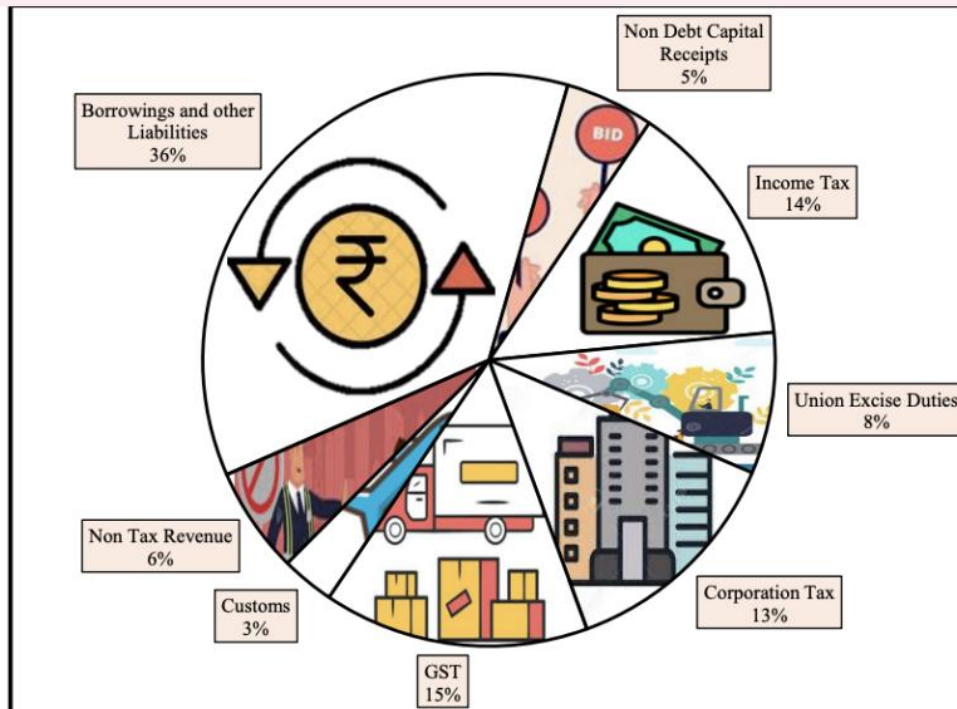 Non Debt Capital
Receipts
5%
Borrowings and other
Liabilities
36%
BID
Income Tax
14%
₹
Union Excise Duties
8%
Non Tax Revenue
6%
Corporation Tax
13%
Customs
3%
GST
15%